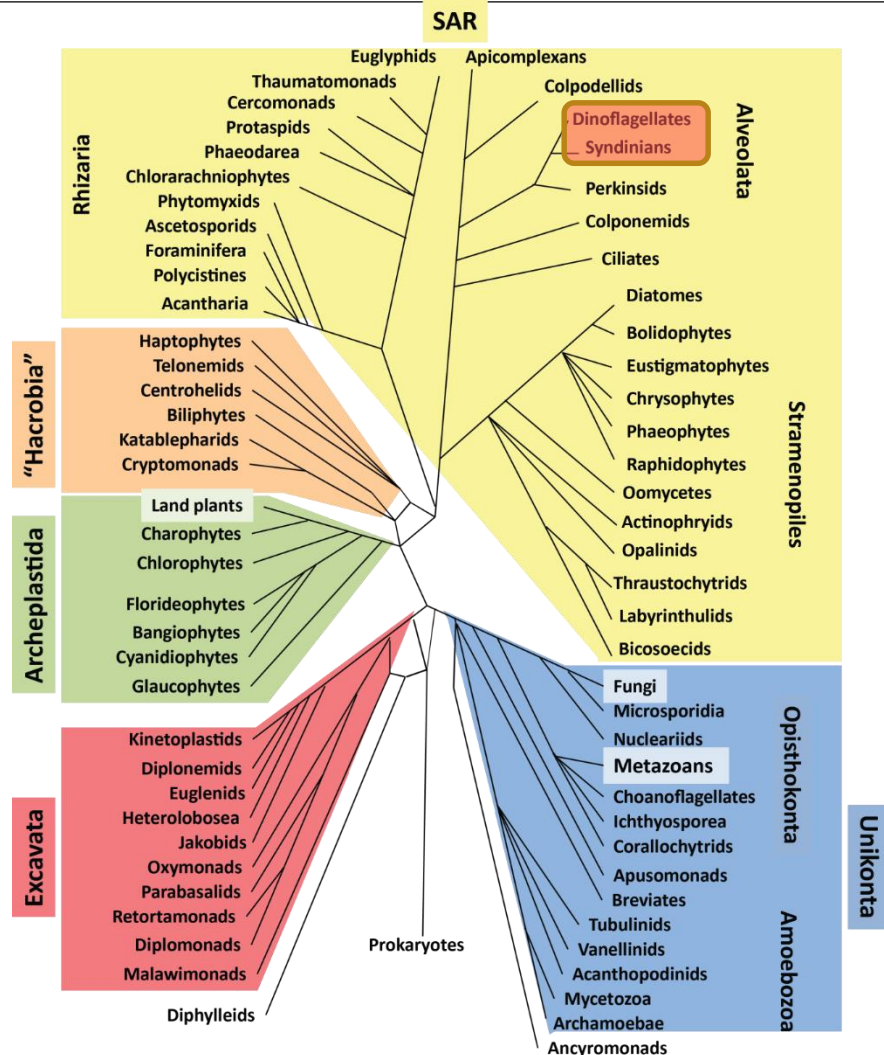 SAR
Euglyphids
Apicomplexans
Thaumatomonads
Colpodellids
Cercomonads
Dinoflagellates
Protaspids
Syndinians
Phaeodarea
Perkinsids
Chlorarachniophytes
Phytomyxids
Colponemids
Ascetosporids
Foraminifera
Ciliates
Polycistines
Acantharia
Rhizaria
Alveolata
Diatomes
Bolidophytes
Eustigmatophytes
Chrysophytes
Phaeophytes
Raphidophytes
Oomycetes
Actinophryids
Opalinids
Thraustochytrids
Labyrinthulids
Bicosoecids
Stramenopiles
"Hacrobia"
Haptophytes
Telonemids
Centrohelids
Biliphytes
Katablepharids
Cryptomonads
Archeplastida
Land plants
Charophytes
Chlorophytes
Florideophytes
Bangiophytes
Cyanidiophytes
Glaucophytes
Excavata
Kinetoplastids
Diplonemids
Euglenids
Heterolobosea
Jakobids
Oxymonads
Parabasalids
Retortamonads
Diplomonads
Malawimonads
Diphylleids
Prokaryotes
Fungi
Microsporidia
Nucleariids
Metazoans
Choanoflagellates
Ichthyosporea
Corallochytrids
Apusomonads
Breviates
Tubulinids
Vanellinids
Acanthopodinids
Mycetozoa
Archamoebae
Ancyromonads
Opisthokonta
Amoebozoa
Unikonta